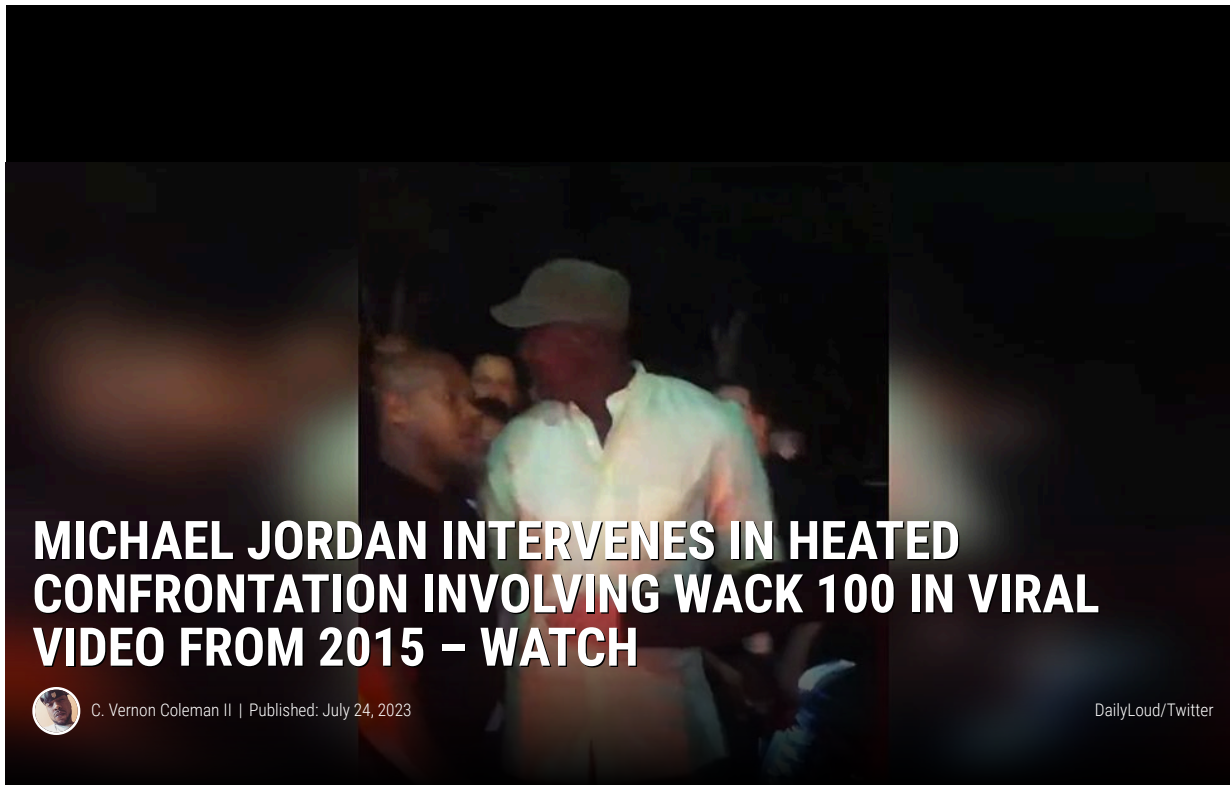 MICHAEL JORDAN INTERVENES IN HEATED
CONFRONTATION INVOLVING WACK 100 IN VIRAL
VIDEO FROM 2015 – WATCH
C. Vernon Coleman II | Published: July 24, 2023
DailyLoud/Twitter